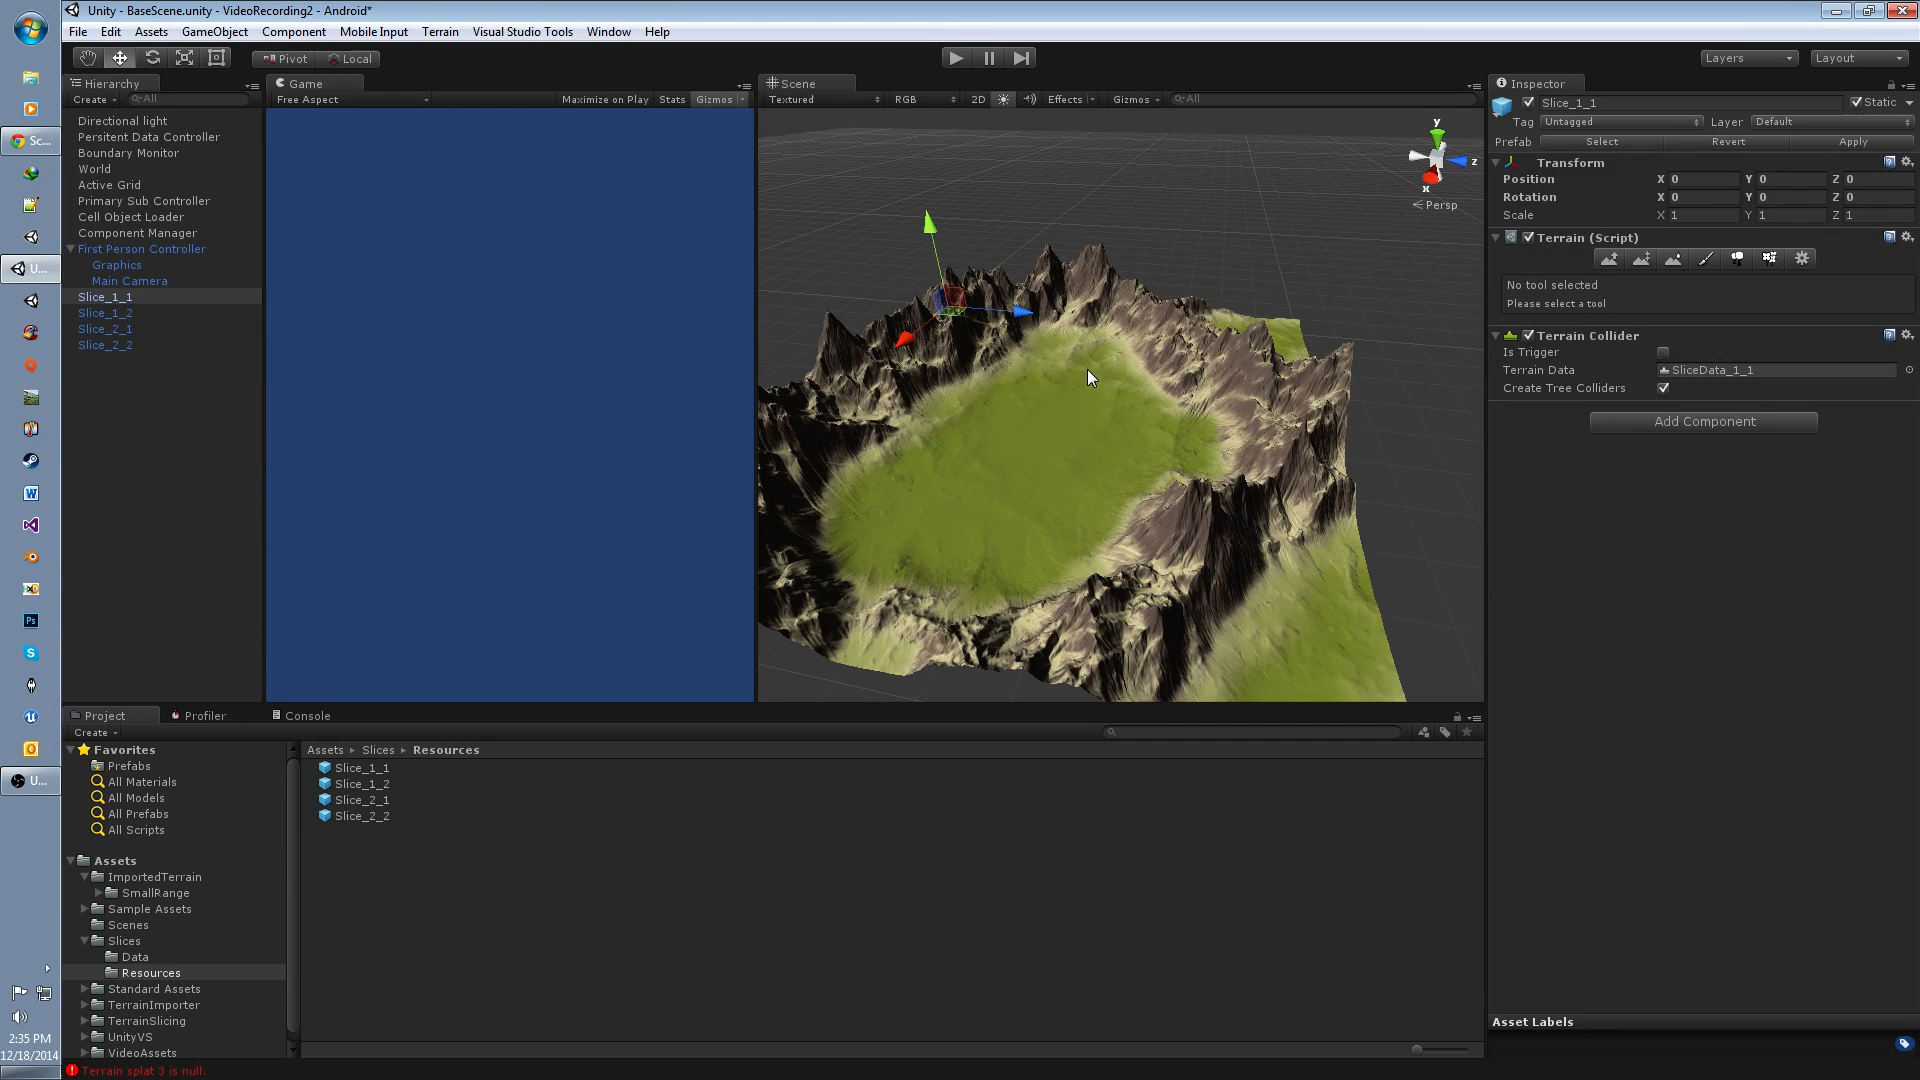 Unity - BaseScene.unity - VideoRecording2 - Android*
File Edit Assets GameObject Component Mobile Input Terrain Visual Studio Tools Window Help
Pivot Local Layers Layout
Hierarchy
Create All
Directional light
Persitent Data Controller
Boundary Monitor
World
Active Grid
Primary Sub Controller
Cell Object Loader
Component Manager
First Person Controller
Graphics
Main Camera
Slice_1_1
Slice_1_2
Slice_2_1
Slice_2_2
Game
Free Aspect Maximize on Play Stats Gizmos
Scene
Textured RGB 2D Effects Gizmos All
y
z
x
Persp
Inspector
Slice_1_1 Static
Tag Untagged Layer Default
Prefab Select Revert Apply
Transform
Position X 0 Y 0 Z 0
Rotation X 0 Y 0 Z 0
Scale X 1 Y 1 Z 1
Terrain (Script)
No tool selected
Please select a tool
Terrain Collider
Is Trigger
Terrain Data SliceData_1_1
Create Tree Colliders
Add Component
Asset Labels
Project Profiler Console
Create
Favorites
Prefabs
All Materials
All Models
All Prefabs
All Scripts
Assets
ImportedTerrain
SmallRange
Sample Assets
Scenes
Slices
Data
Resources
Standard Assets
TerrainImporter
TerrainSlicing
UnityVS
VideoAssets
Assets Slices Resources
Slice_1_1
Slice_1_2
Slice_2_1
Slice_2_2
Terrain splat 3 is null.
Sc...
U...
W
Ps
S
U...
2:35 PM
12/18/2014